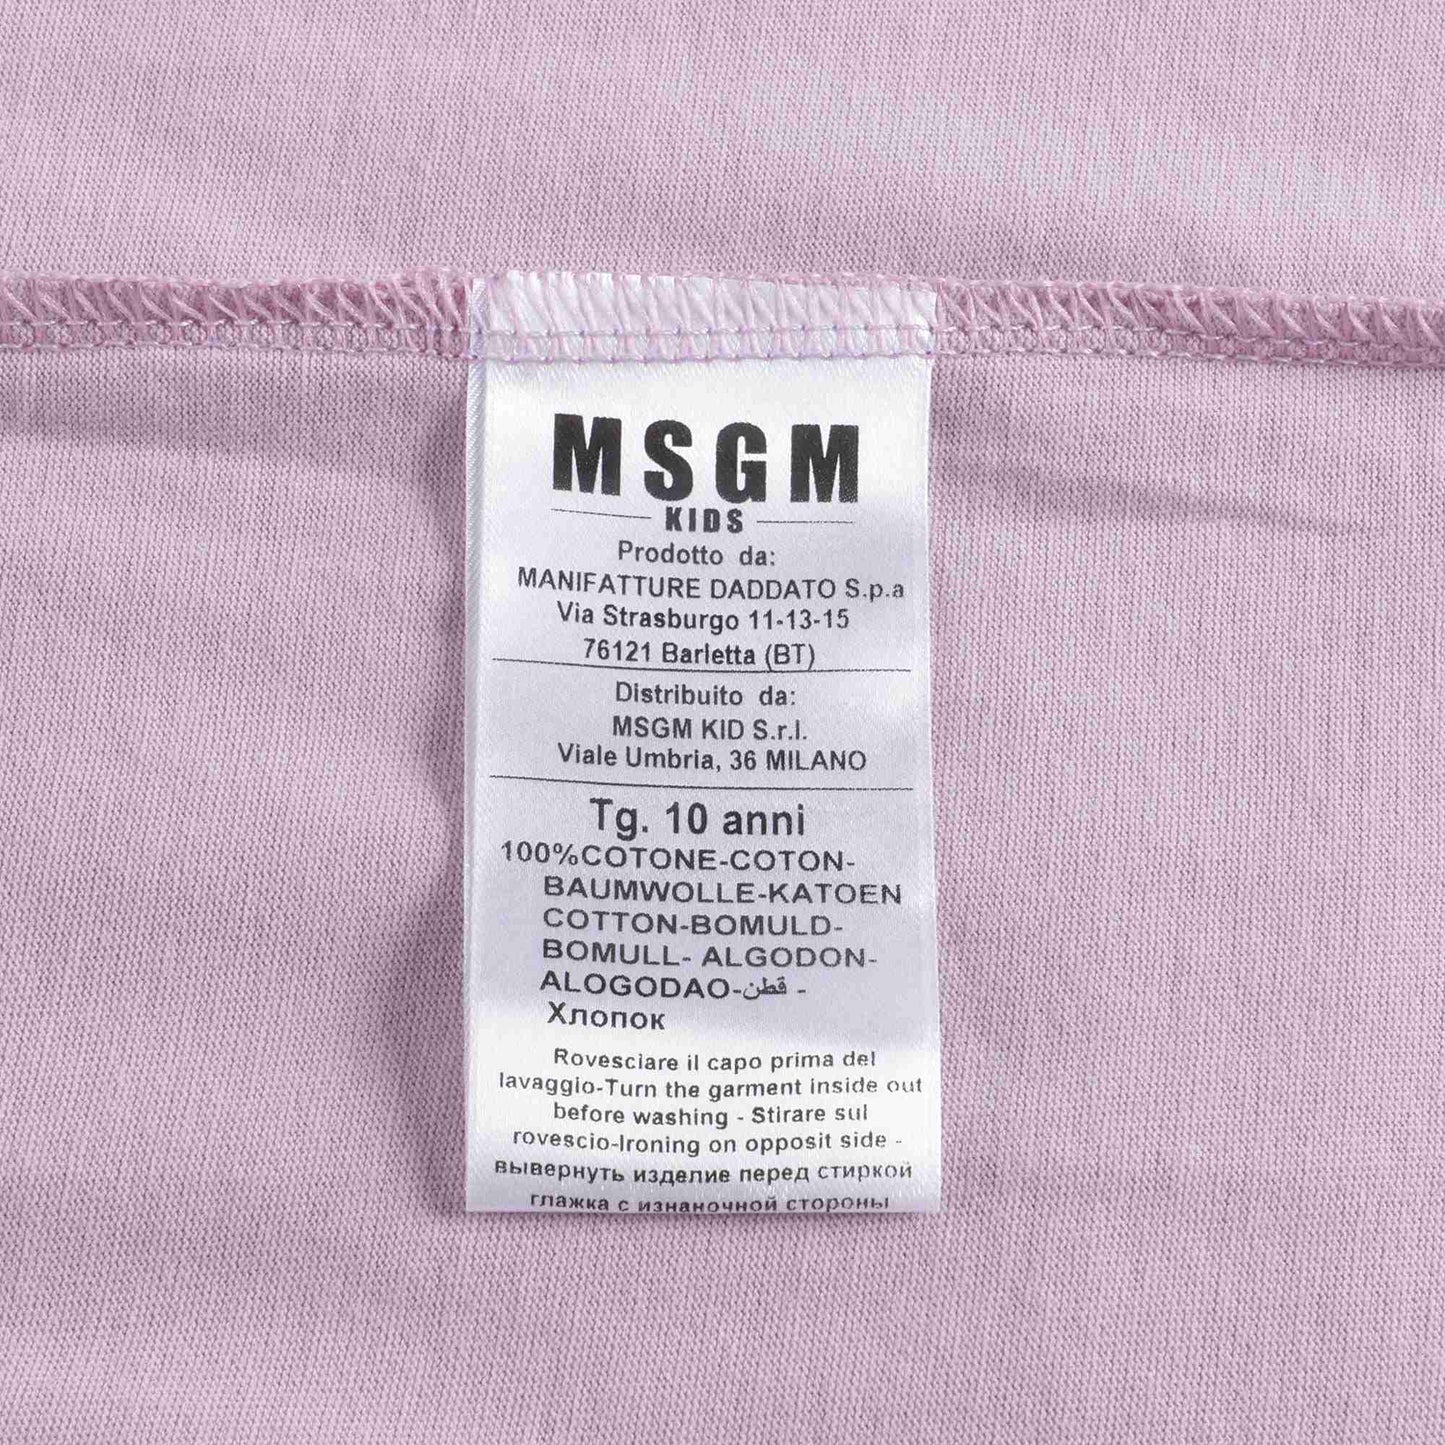 MSGM
KIDS
Prodotto da:
MANIFATTURE DADDATO S.p.a
Via Strasburgo 11-13-15
76121 Barletta (BT)
Distribuito da:
MSGM KID S.r.l.
Viale Umbria, 36 MILANO
Tg. 10 anni
100%COTONE-COTON-
BAUMWOLLE-KATOEN
COTTON-BOMULD-
BOMULL- ALGODON-
ALOGODAO-قطن -
Хлопок
Rovesciare il capo prima del
lavaggio-Turn the garment inside out
before washing - Stirare sul
rovescio-Ironing on opposit side -
вывернуть изделие перед стиркой
глажка с изнаночной стороны